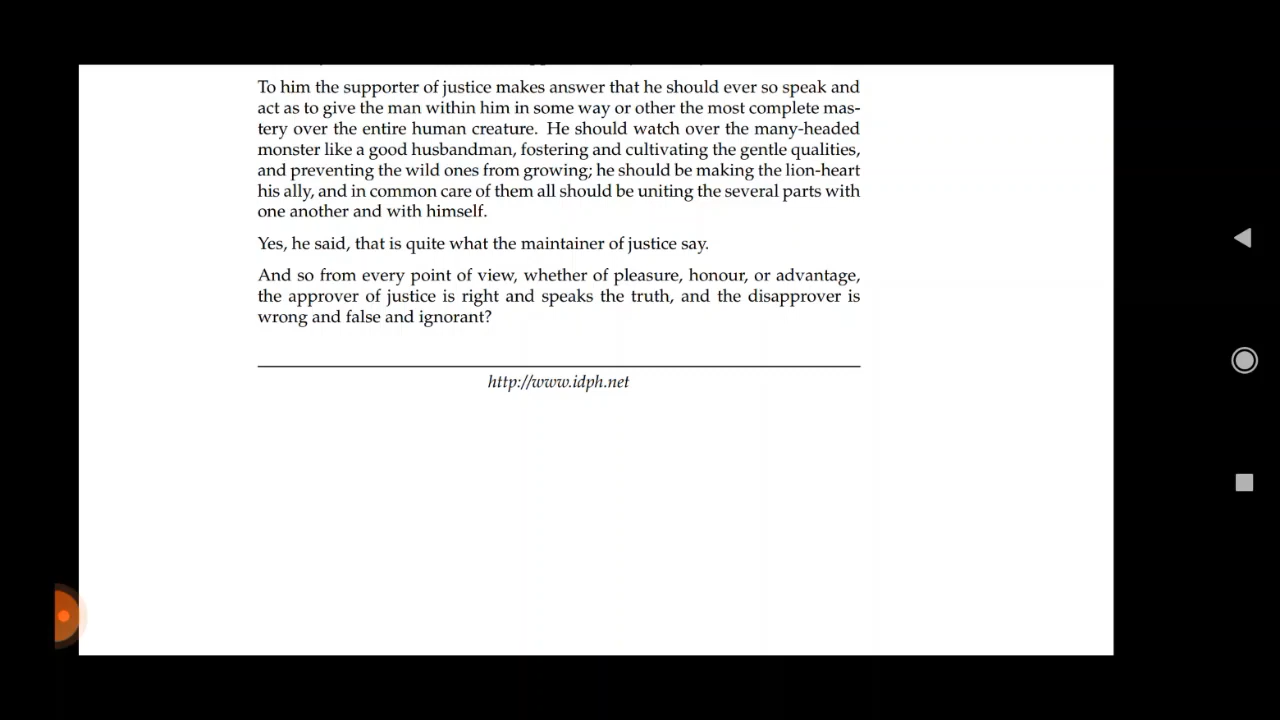 To him the supporter of justice makes answer that he should ever so speak and
act as to give the man within him in some way or other the most complete mas-
tery over the entire human creature. He should watch over the many-headed
monster like a good husbandman, fostering and cultivating the gentle qualities,
and preventing the wild ones from growing; he should be making the lion-heart
his ally, and in common care of them all should be uniting the several parts with
one another and with himself.
Yes, he said, that is quite what the maintainer of justice say.
And so from every point of view, whether of pleasure, honour, or advantage,
the approver of justice is right and speaks the truth, and the disapprover is
wrong and false and ignorant?
http://www.idph.net